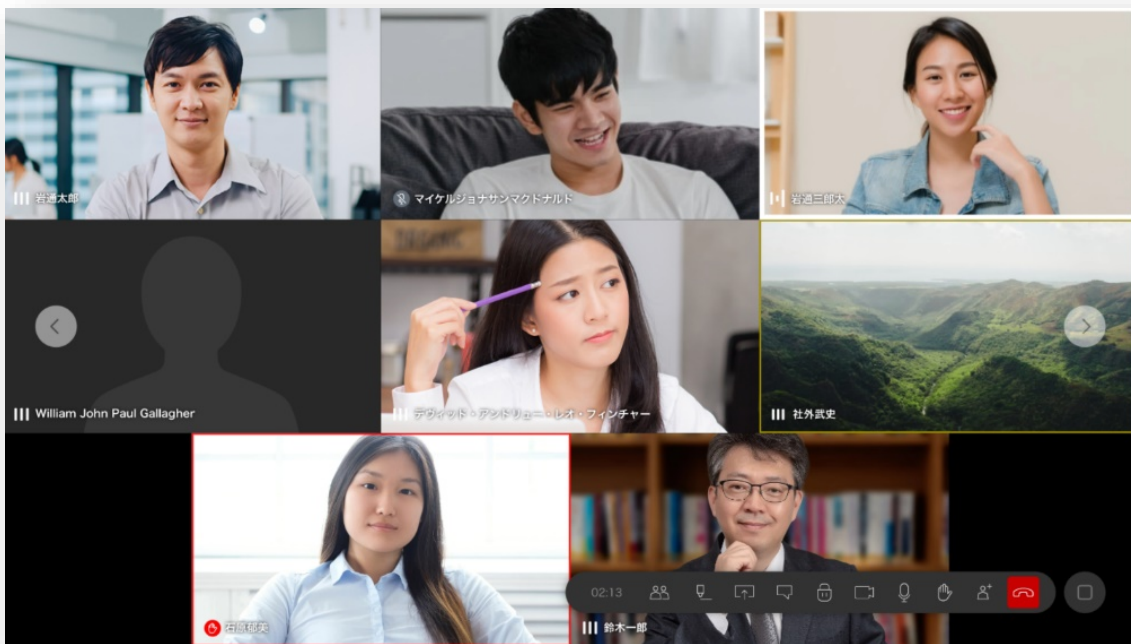 岩通太郎
マイケルジョナサンマクドナルド
岩通三郎太
ORGANIC
William John Paul Gallagher
デヴィッド・アンドリュー・レオ・フィンチャー
社外武史
02:13
石原郁美
鈴木一郎